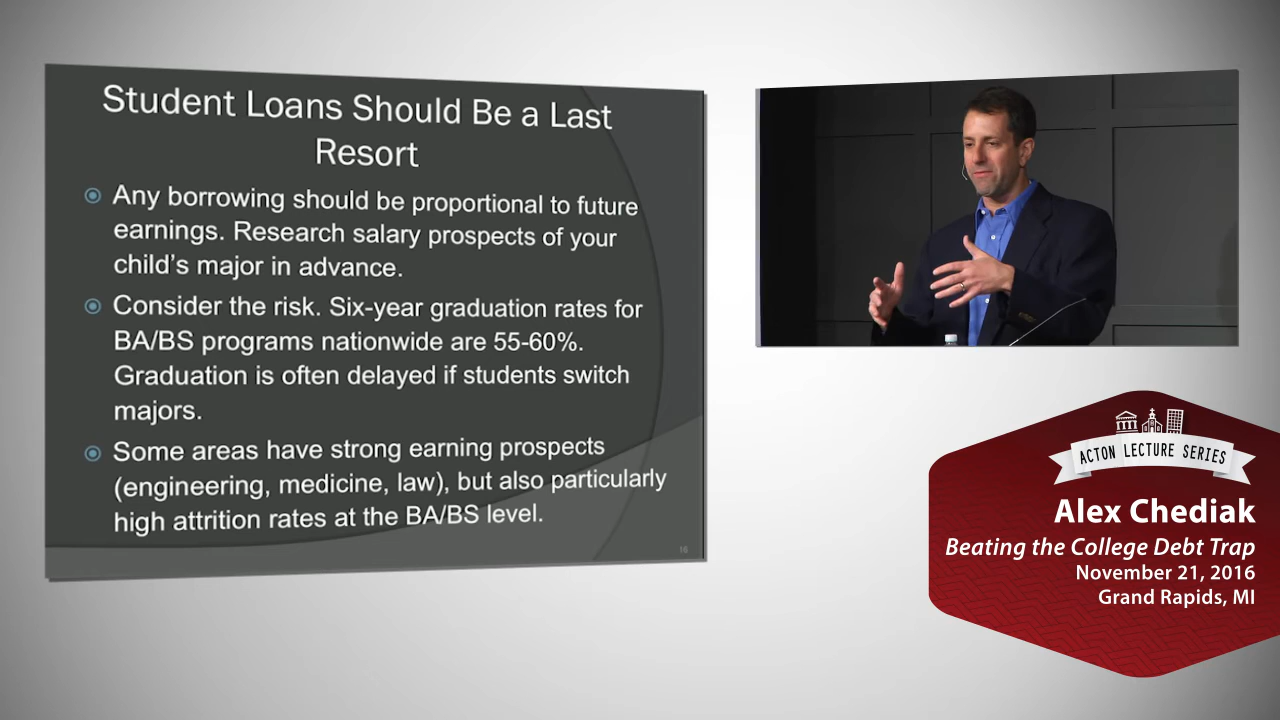 Student Loans Should Be a Last
Resort
Any borrowing should be proportional to future
earnings. Research salary prospects of your
child's major in advance.
Consider the risk. Six-year graduation rates for
BA/BS programs nationwide are 55-60%.
Graduation is often delayed if students switch
majors.
Some areas have strong earning prospects
(engineering, medicine, law), but also particularly
high attrition rates at the BA/BS level.
16
ACTON LECTURE SERIES
Alex Chediak
Beating the College Debt Trap
November 21, 2016
Grand Rapids, MI